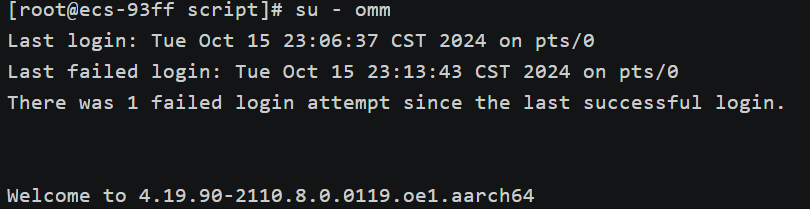 [root@ecs-93ff script]# su - omm
Last login: Tue Oct 15 23:06:37 CST 2024 on pts/0
Last failed login: Tue Oct 15 23:13:43 CST 2024 on pts/0
There was 1 failed login attempt since the last successful login.
Welcome to 4.19.90-2110.8.0.0119.oe1.aarch64